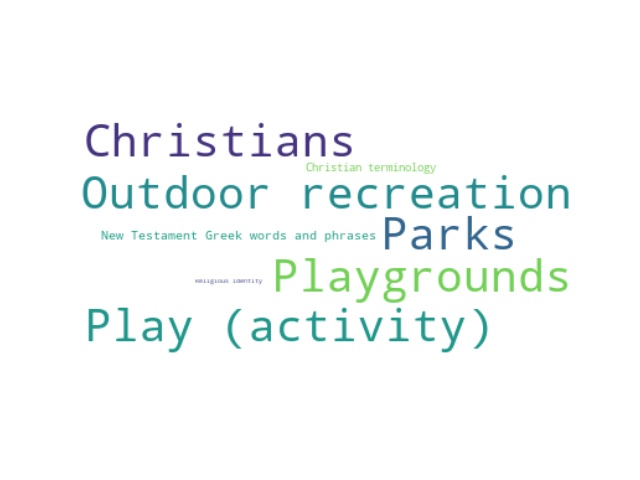 Christians
Christian terminology
Outdoor recreation
New Testament Greek words and phrases Parks
Religious identity Playgrounds
Play (activity)